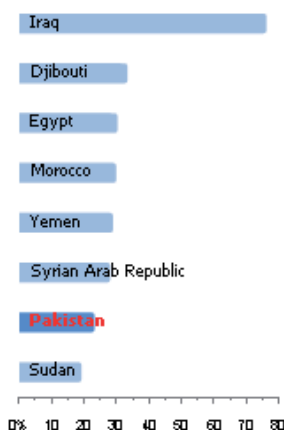 Iraq
Djibouti
Egypt
Morocco
Yemen
Syrian Arab Republic
Pakistan
Sudan
0% 10 20 30 40 50 60 70 80